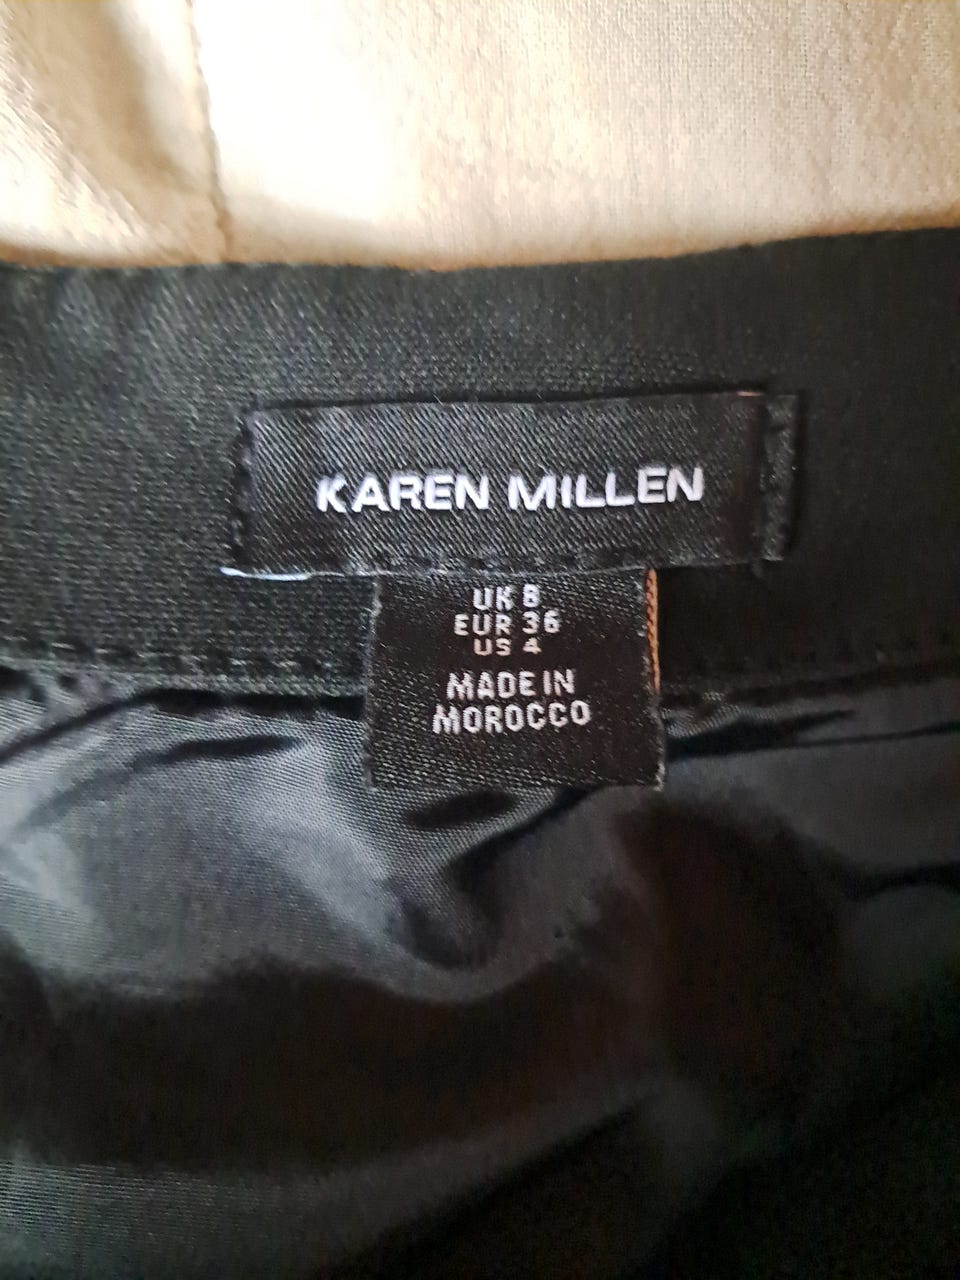 KAREN MILLEN
UK 8
EUR 36
US 4
MADE IN
MOROCCO